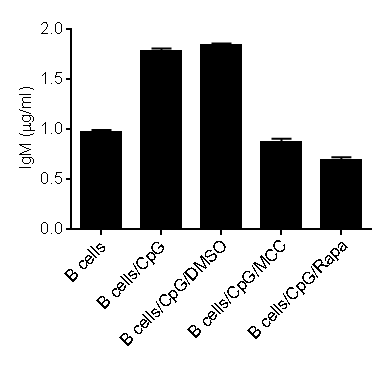 IgM (µg/ml)
2.0
1.5
1.0
0.5
0.0
B cells
B cells/CpG
B cells/CpG/DMSO
B cells/CpG/MCC
B cells/CpG/Rapa